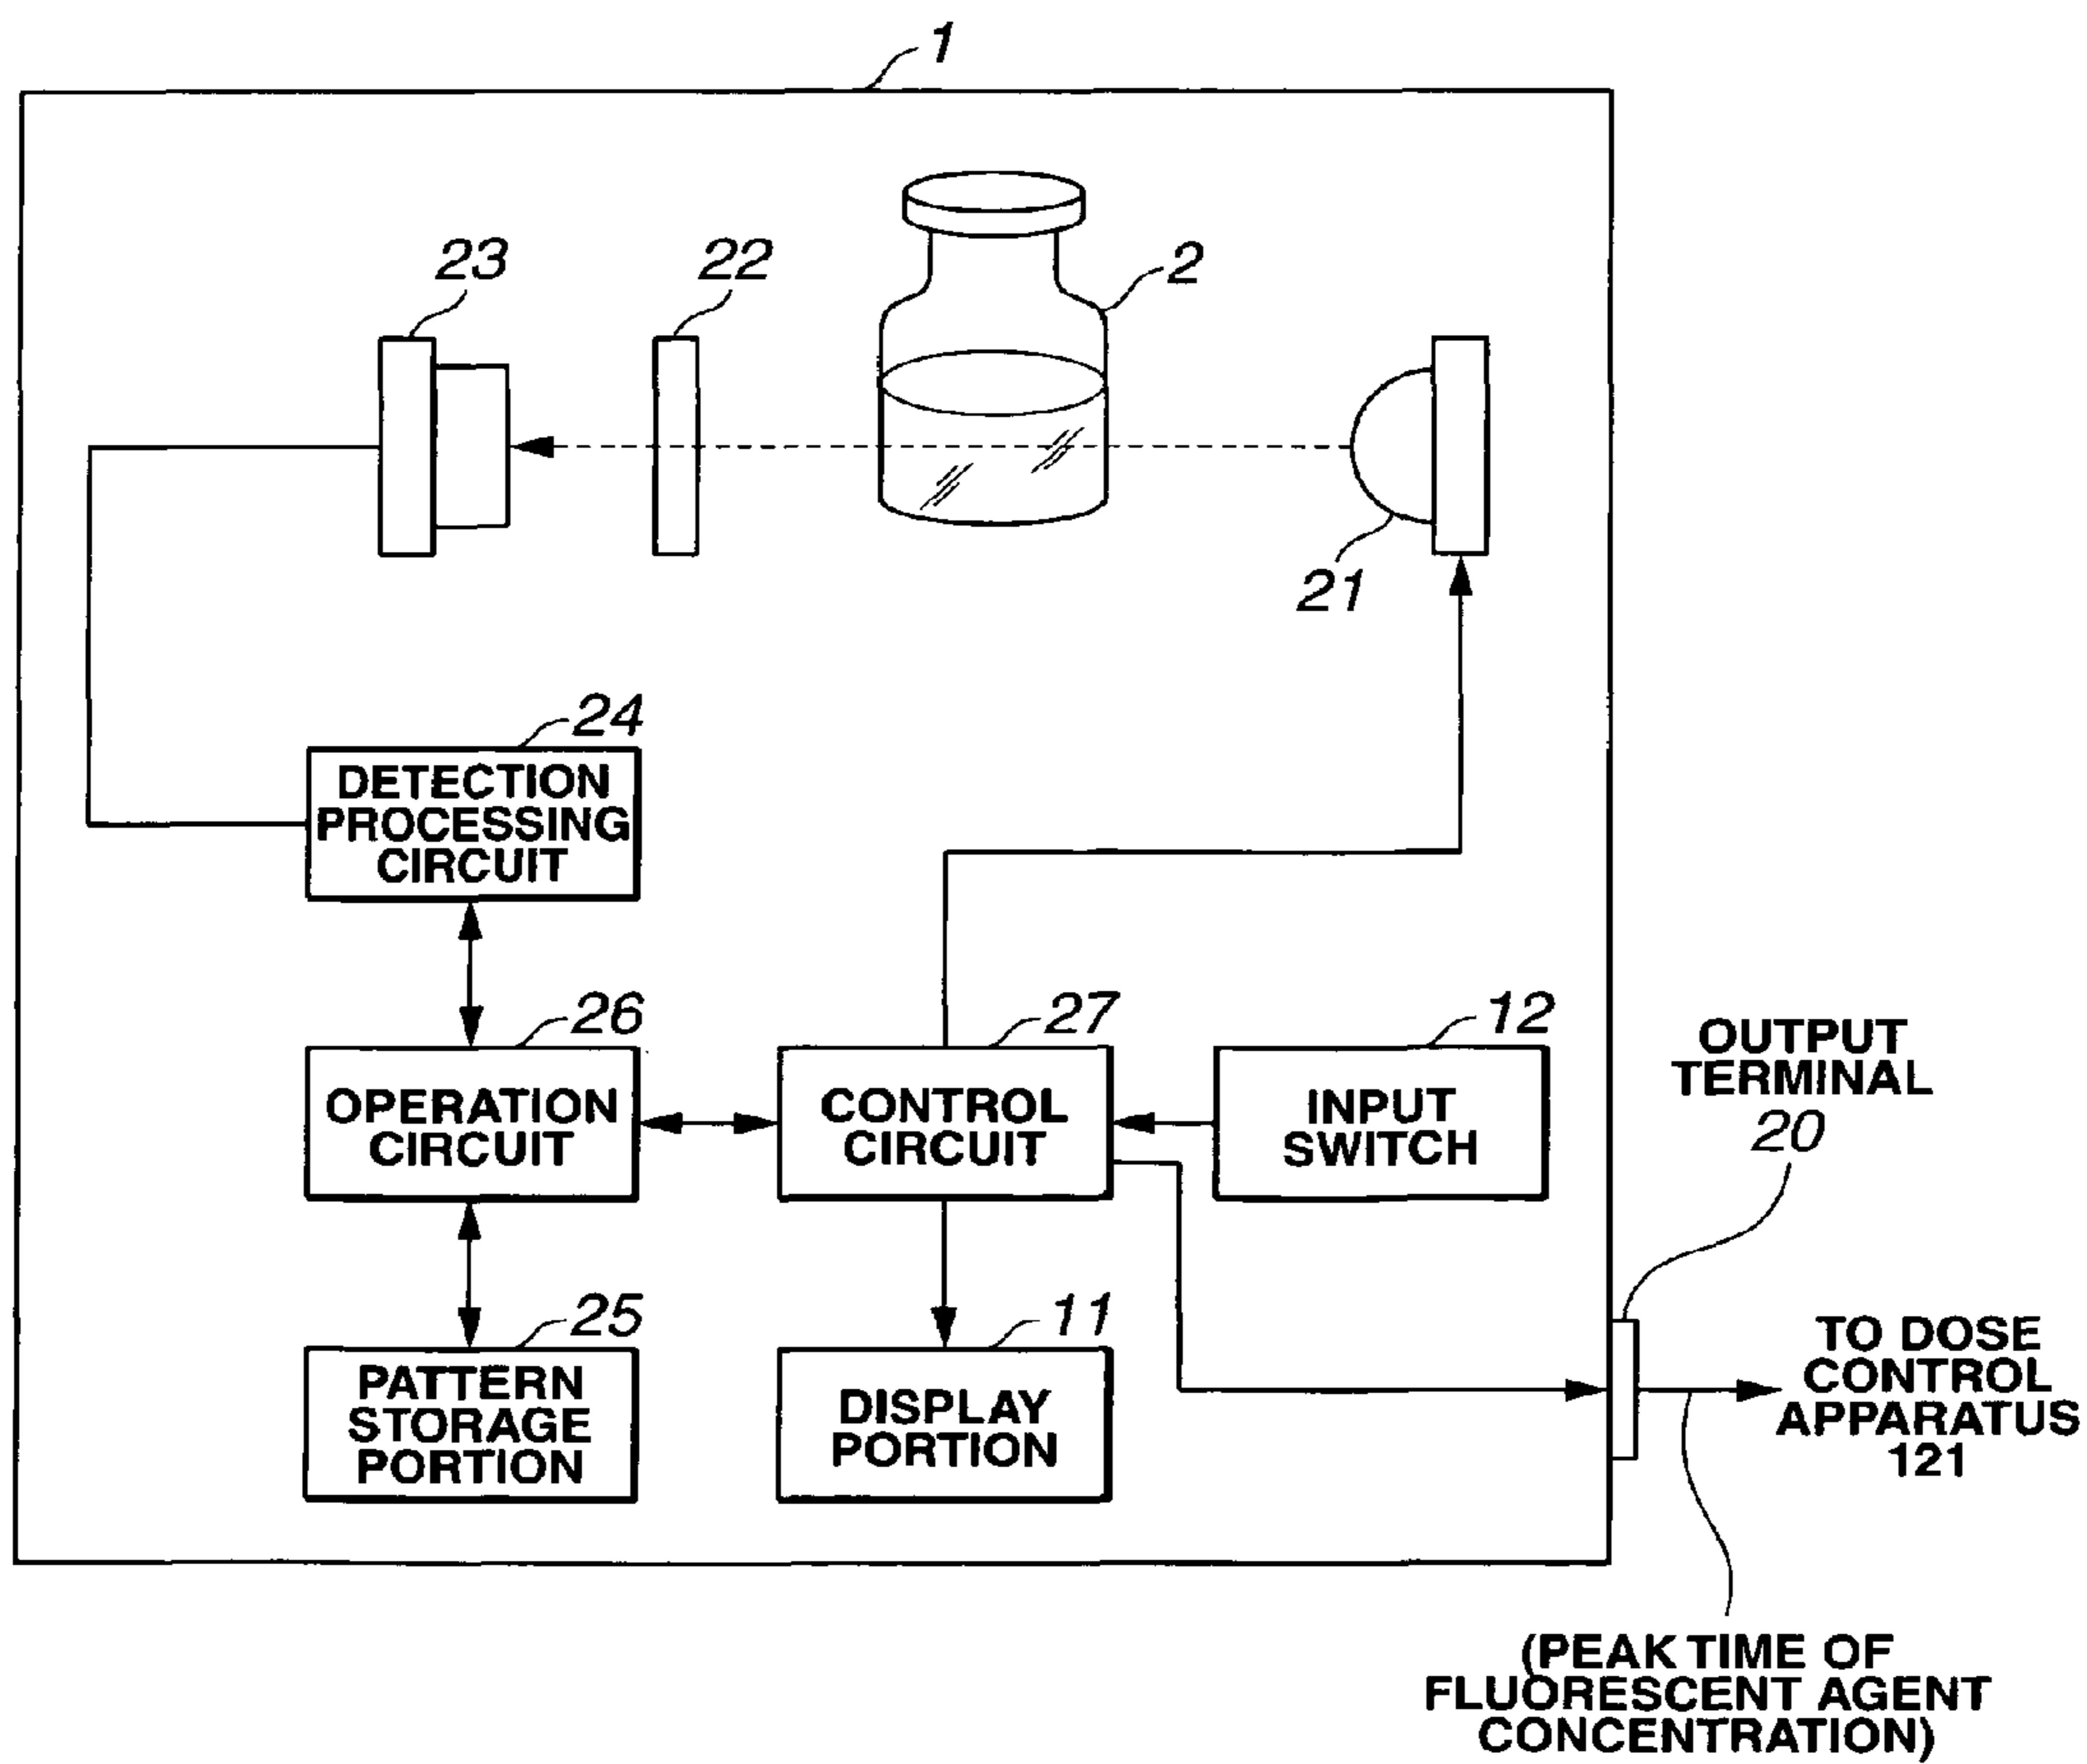 1
23
22
2
21
24
DETECTION
PROCESSING
CIRCUIT
26
OPERATION
CIRCUIT
27
CONTROL
CIRCUIT
12
INPUT
SWITCH
OUTPUT
TERMINAL
20
25
PATTERN
STORAGE
PORTION
11
DISPLAY
PORTION
TO DOSE
CONTROL
APPARATUS
121
(PEAK TIME OF
FLUORESCENT AGENT
CONCENTRATION)